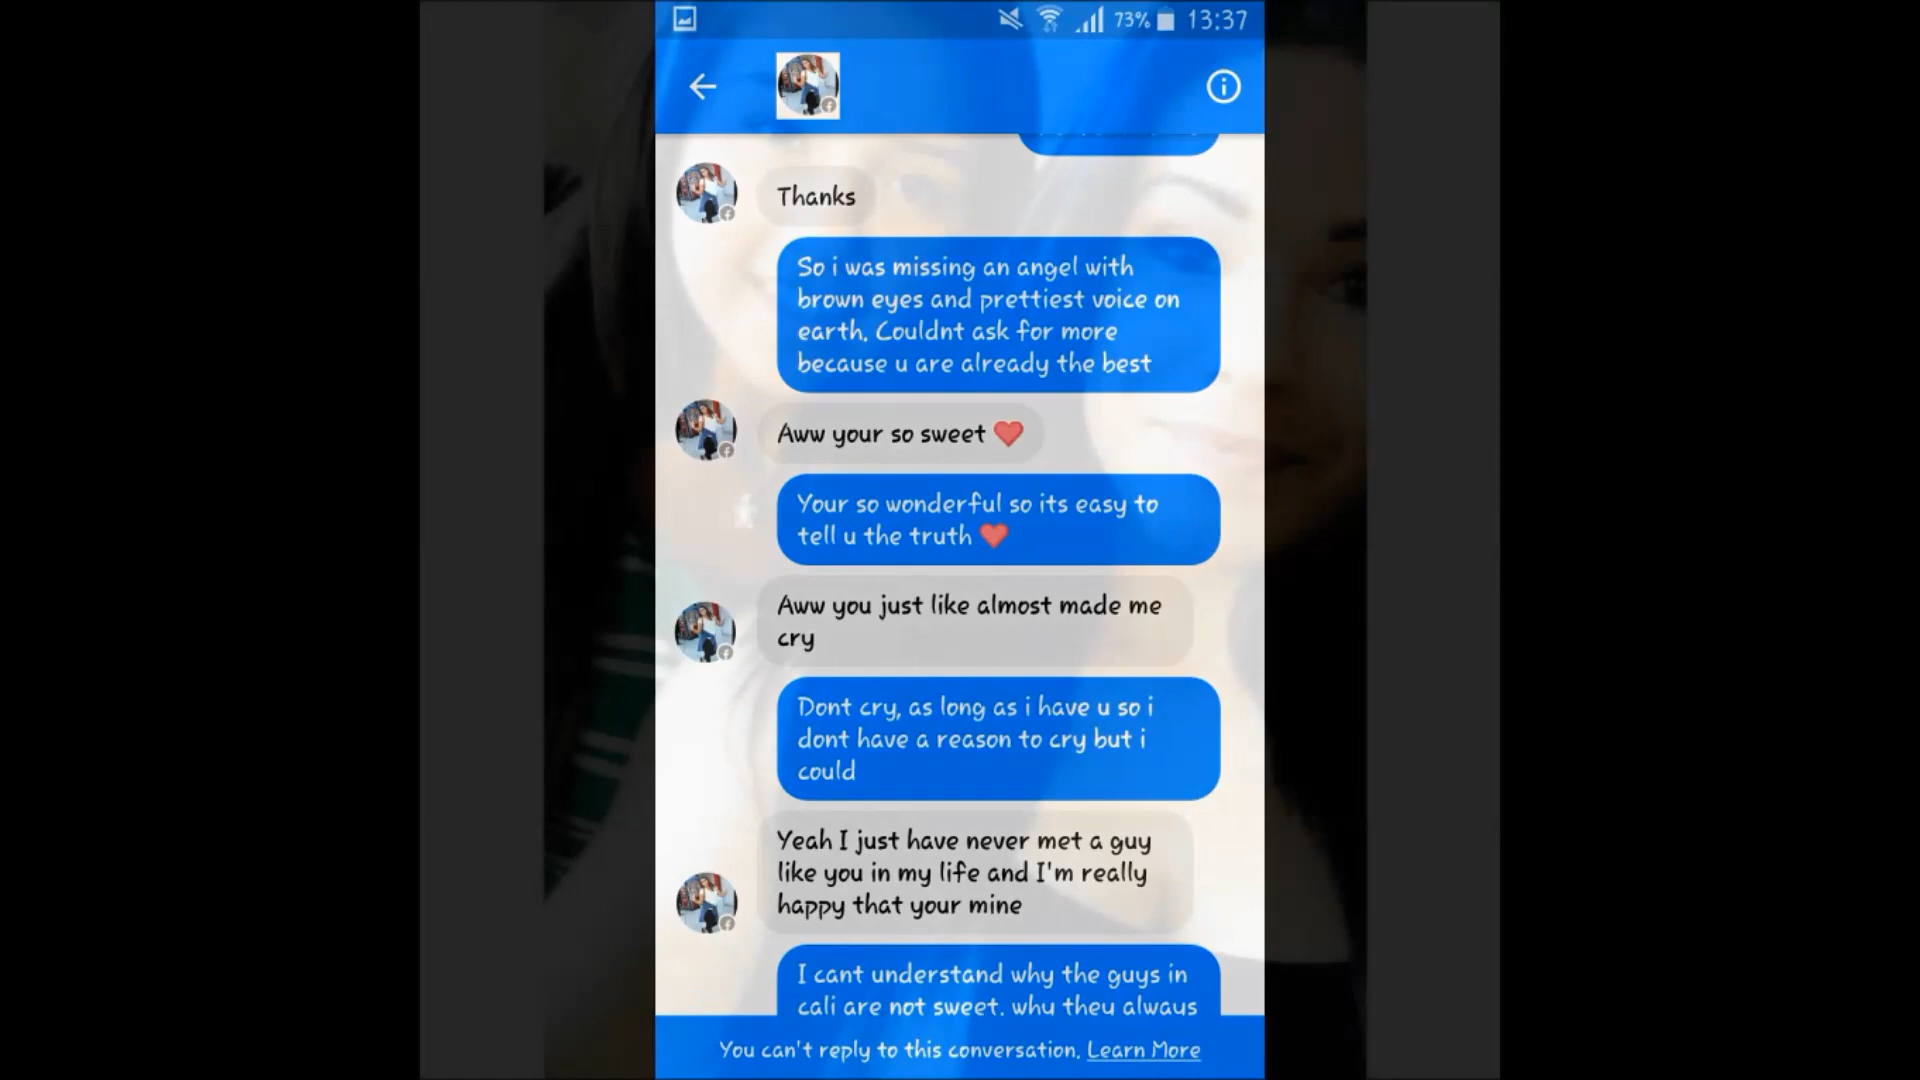 73% 13:37
Thanks
So i was missing an angel with
brown eyes and prettiest voice on
earth. Couldnt ask for more
because u are already the best
Aww your so sweet ❤
Your so wonderful so its easy to
tell u the truth ❤
Aww you just like almost made me
cry
Dont cry, as long as i have u so i
dont have a reason to cry but i
could
Yeah I just have never met a guy
like you in my life and I'm really
happy that your mine
I cant understand why the guys in
cali are not sweet. why they always
You can't reply to this conversation. Learn More